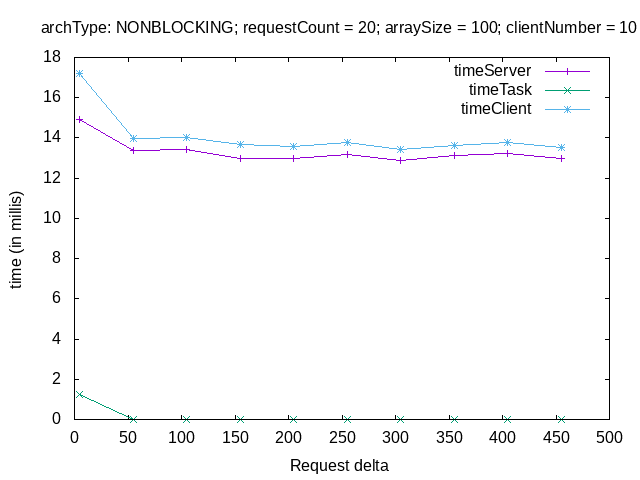 archType: NONBLOCKING; requestCount = 20; arraySize = 100; clientNumber = 10
timeServer
timeTask
timeClient
18
16
14
12
10
8
6
4
2
0
time (in millis)
0 50 100 150 200 250 300 350 400 450 500
Request delta